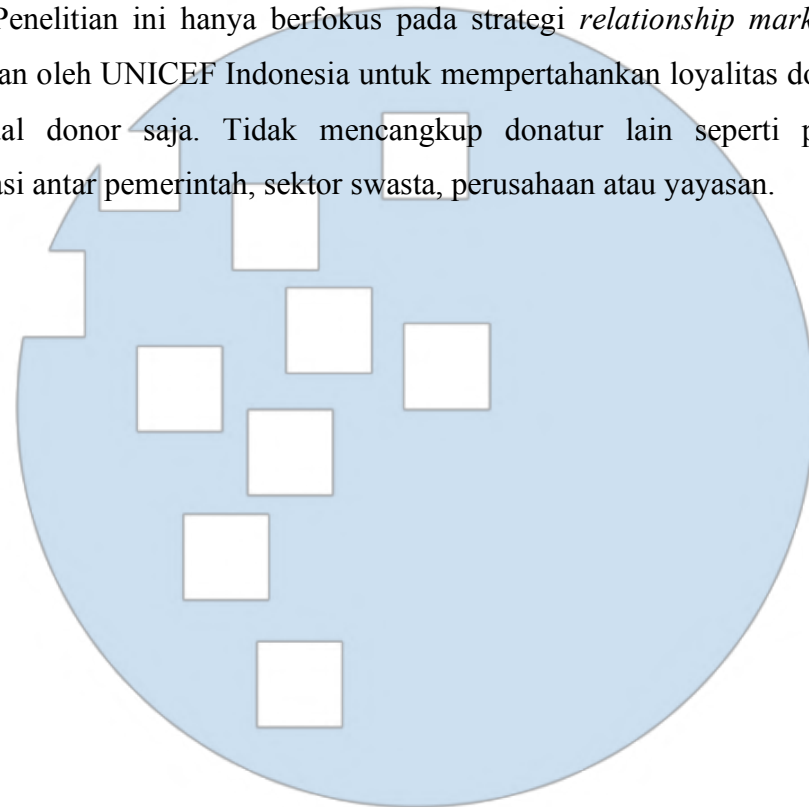 Penelitian ini hanya berfokus pada strategi relationship mark
an oleh UNICEF Indonesia untuk mempertahankan loyalitas do
al donor saja. Tidak mencangkup donatur lain seperti p
asi antar pemerintah, sektor swasta, perusahaan atau yayasan.